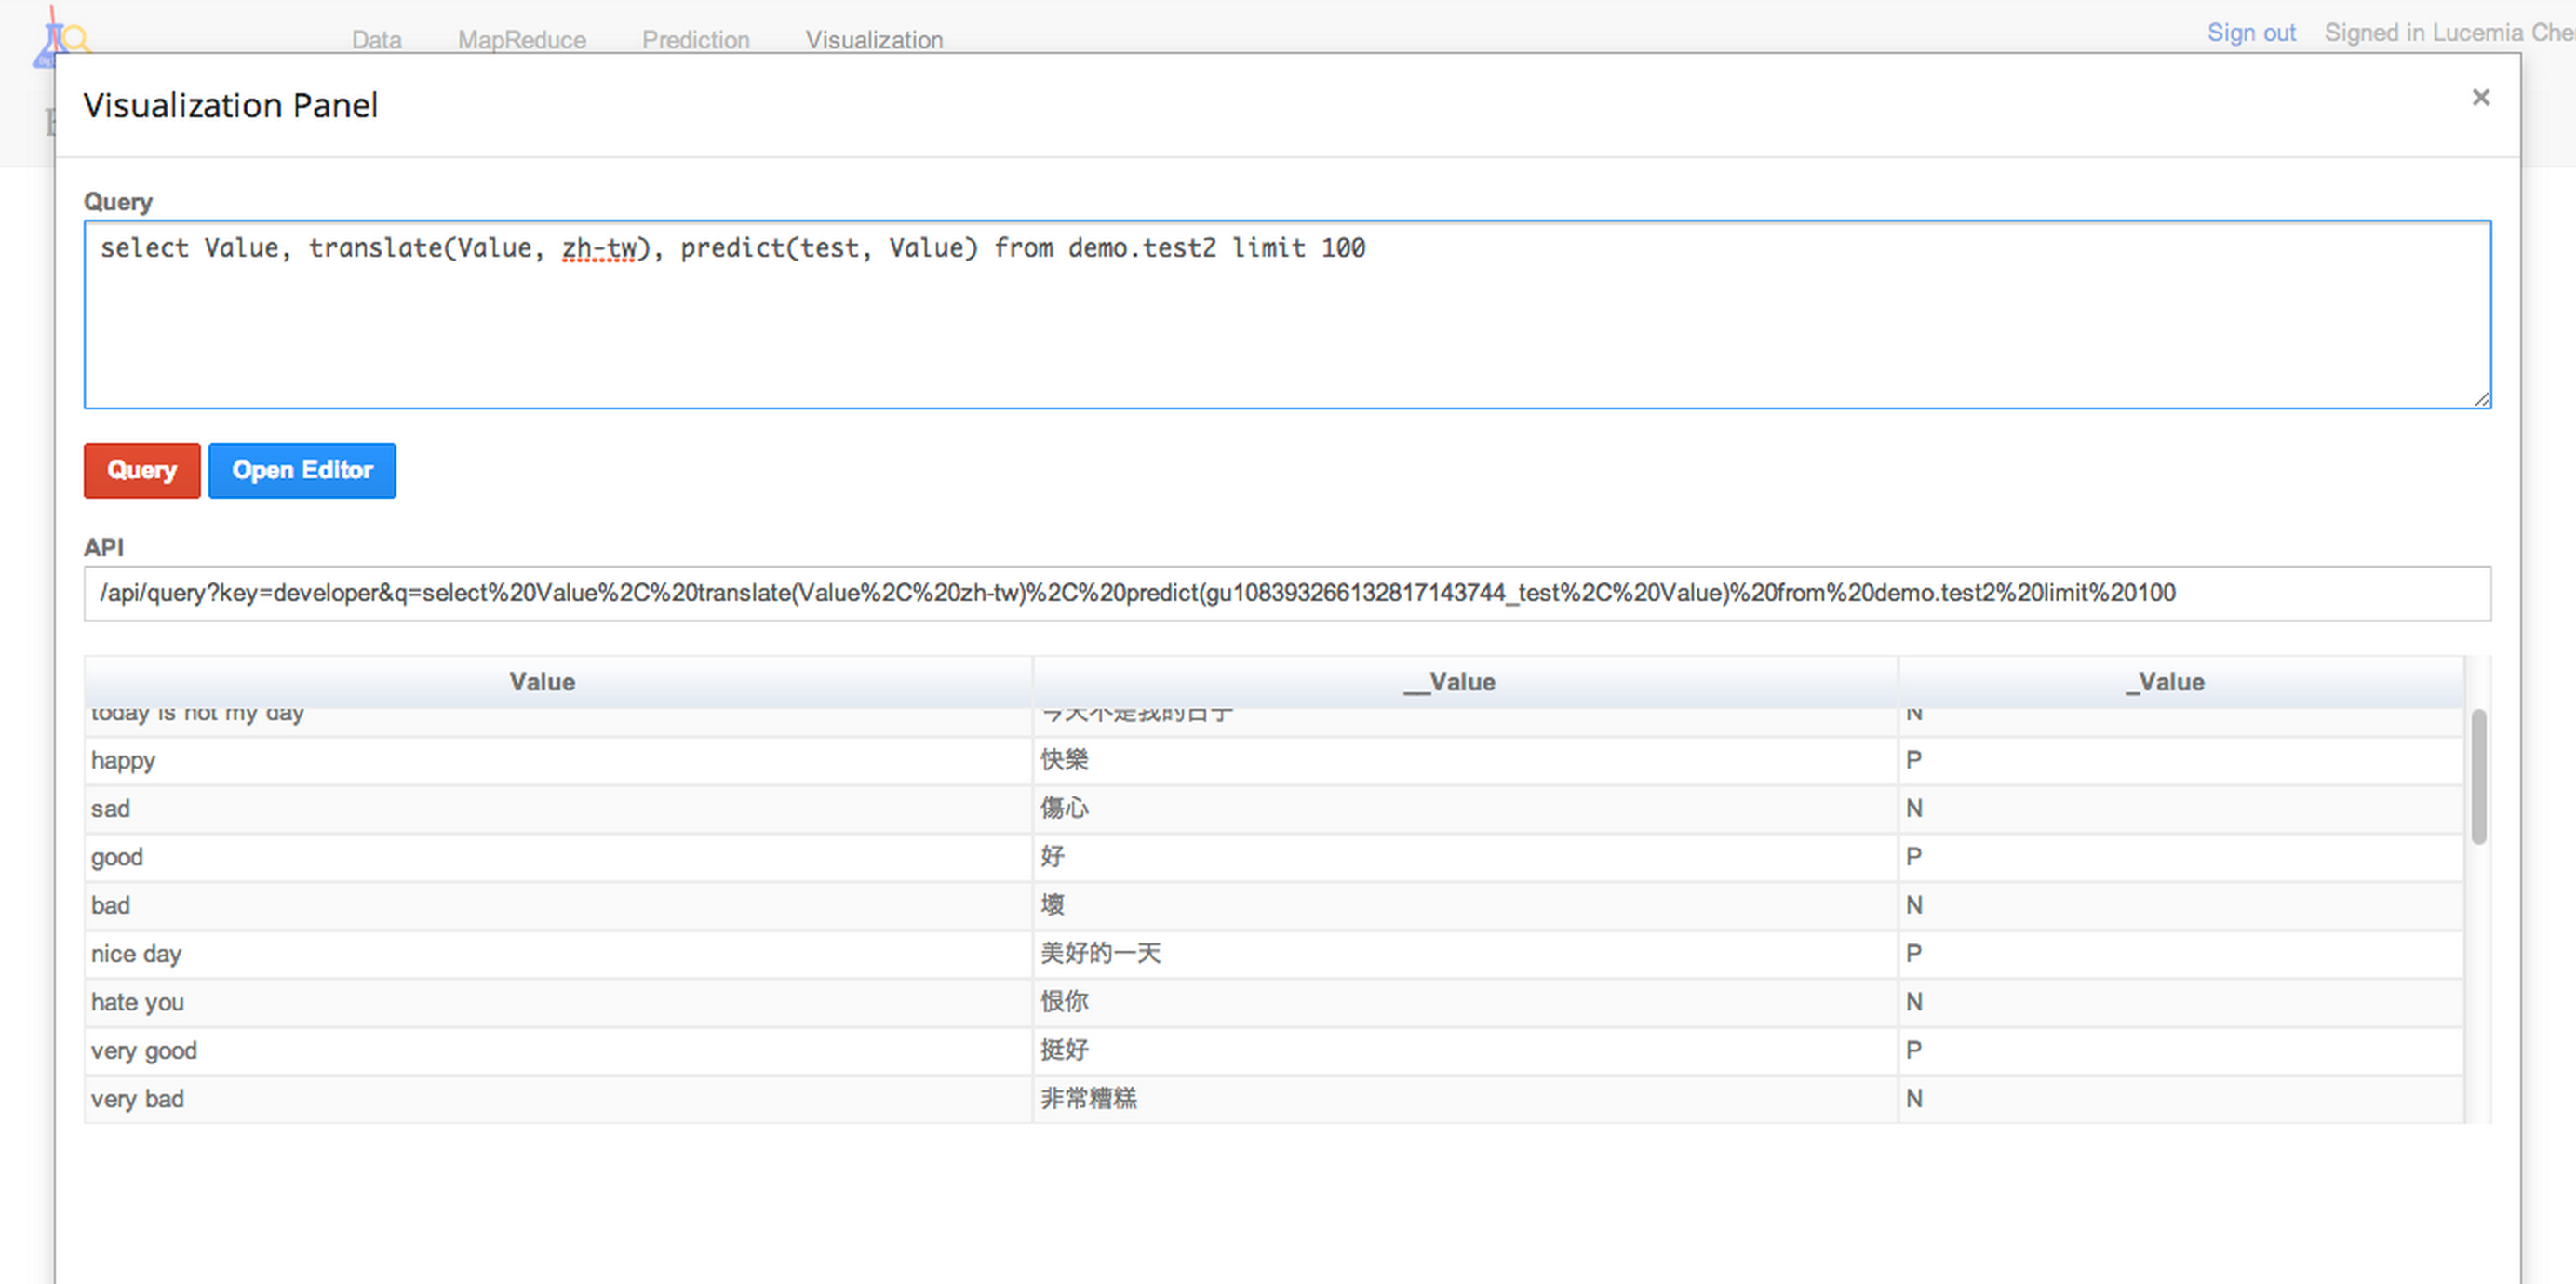 Data MapReduce Prediction Visualization Sign out Signed in Lucemia
Visualization Panel ×
Query
select Value, translate(Value, zh-tw), predict(test, Value) from demo.test2 limit 100
Query Open Editor
API
/api/query?key=developer&q=select%20Value%2C%20translate(Value%2C%20zh-tw)%2C%20predict(gu108393266132817143744_test%2C%20Value)%20from%20demo.test2%20limit%20100
Value __Value _Value
today is not my day 今天不是我的日子 N
happy 快樂 P
sad 傷心 N
good 好 P
bad 壞 N
nice day 美好的一天 P
hate you 恨你 N
very good 挺好 P
very bad 非常糟糕 N